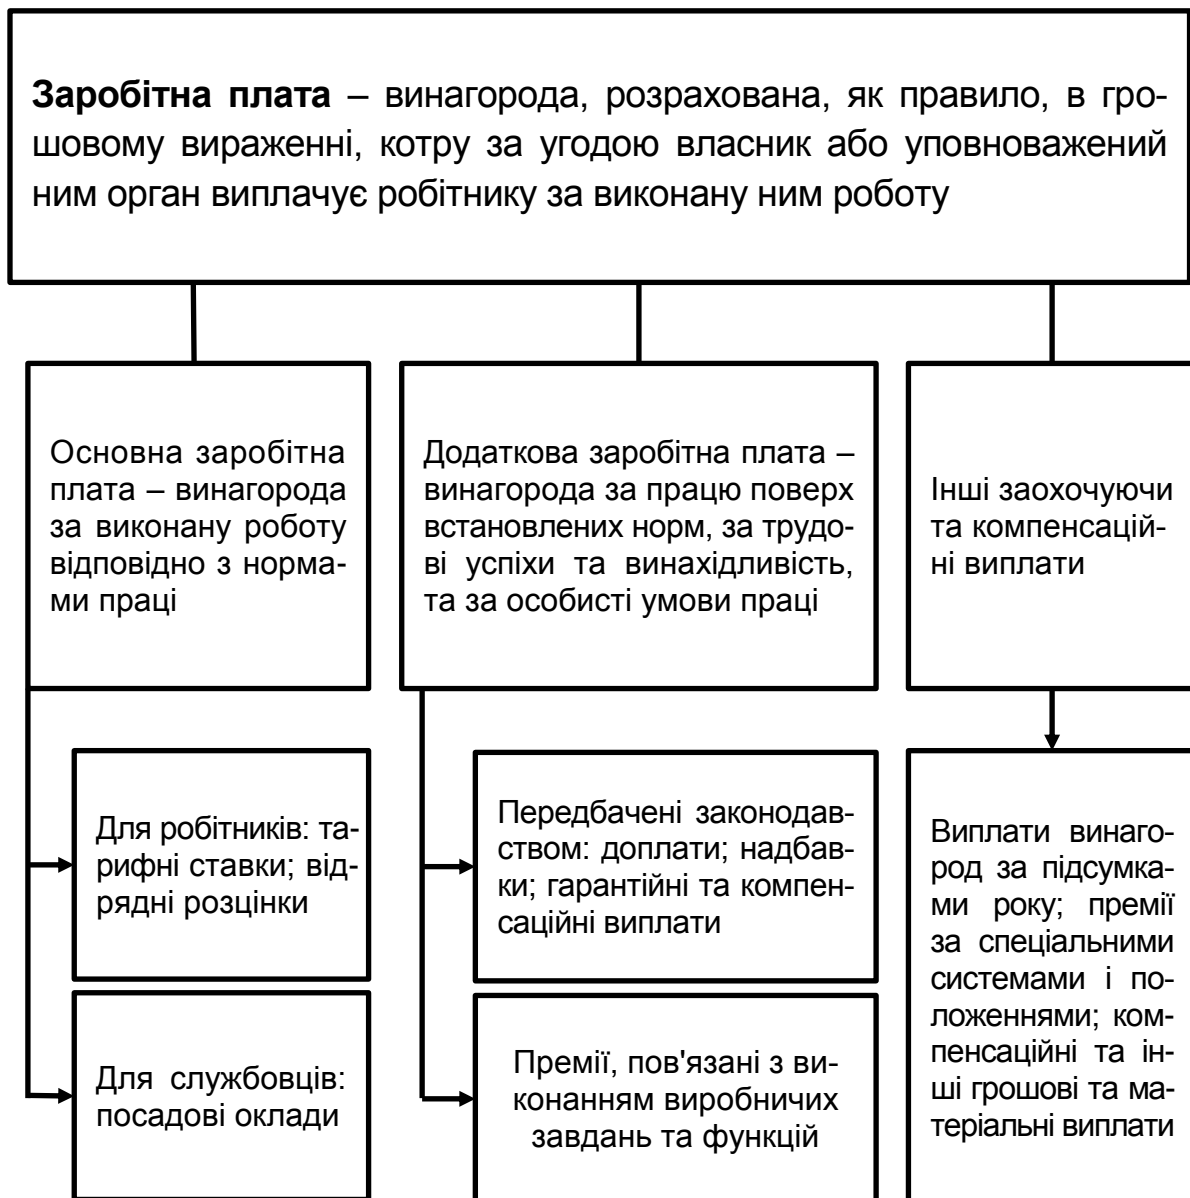 Заробітна плата – винагорода, розрахована, як правило, в гро-
шовому вираженні, котру за угодою власник або уповноважений
ним орган виплачує робітнику за виконану ним роботу
Основна заробітна
плата – винагорода
за виконану роботу
відповідно з норма-
ми праці
Додаткова заробітна плата –
винагорода за працю поверх
встановлених норм, за трудо-
ві успіхи та винахідливість,
та за особисті умови праці
Інші заохочуючи
та компенсацій-
ні виплати
Для робітників: та-
рифні ставки; від-
рядні розцінки
Для службовців:
посадові оклади
Передбачені законодав-
ством: доплати; надбав-
ки; гарантійні та компен-
саційні виплати
Премії, пов'язані з ви-
конанням виробничих
завдань та функцій
Виплати винаго-
род за підсумка-
ми року; премії
за спеціальними
системами і по-
ложеннями; ком-
пенсаційні та ін-
ші грошові та ма-
теріальні виплати